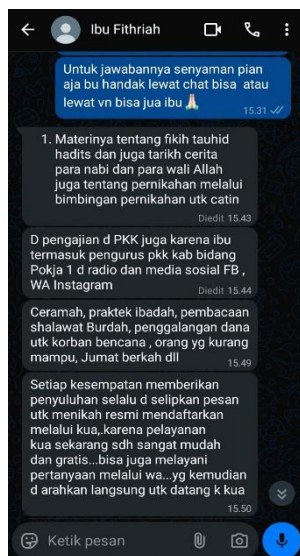 Ibu Fithriah
Untuk jawabannya senyaman pian
aja bu handak lewat chat bisa atau
lewat vn bisa jua ibu 🙏🏻
15.31
1. Materinya tentang fikih tauhid
hadits dan juga tarikh cerita
para nabi dan para wali Allah
juga tentang pernikahan melalui
bimbingan pernikahan utk catin
Diedit 15.43
D pengajian d PKK juga karena ibu
termasuk pengurus pkk kab bidang
Pokja 1 d radio dan media sosial FB ,
WA Instagram
Diedit 15.44
Ceramah, praktek ibadah, pembacaan
shalawat Burdah, penggalangan dana
utk korban bencana , orang yg kurang
mampu, Jumat berkah dll
15.49
Setiap kesempatan memberikan
penyuluhan selalu d selipkan pesan
utk menikah resmi mendaftarkan
melalui kua,.karena pelayanan
kua sekarang sdh sangat mudah
dan gratis...bisa juga melayani
pertanyaan melalui wa...yg kemudian
d arahkan langsung utk datang k kua
15.50
Ketik pesan